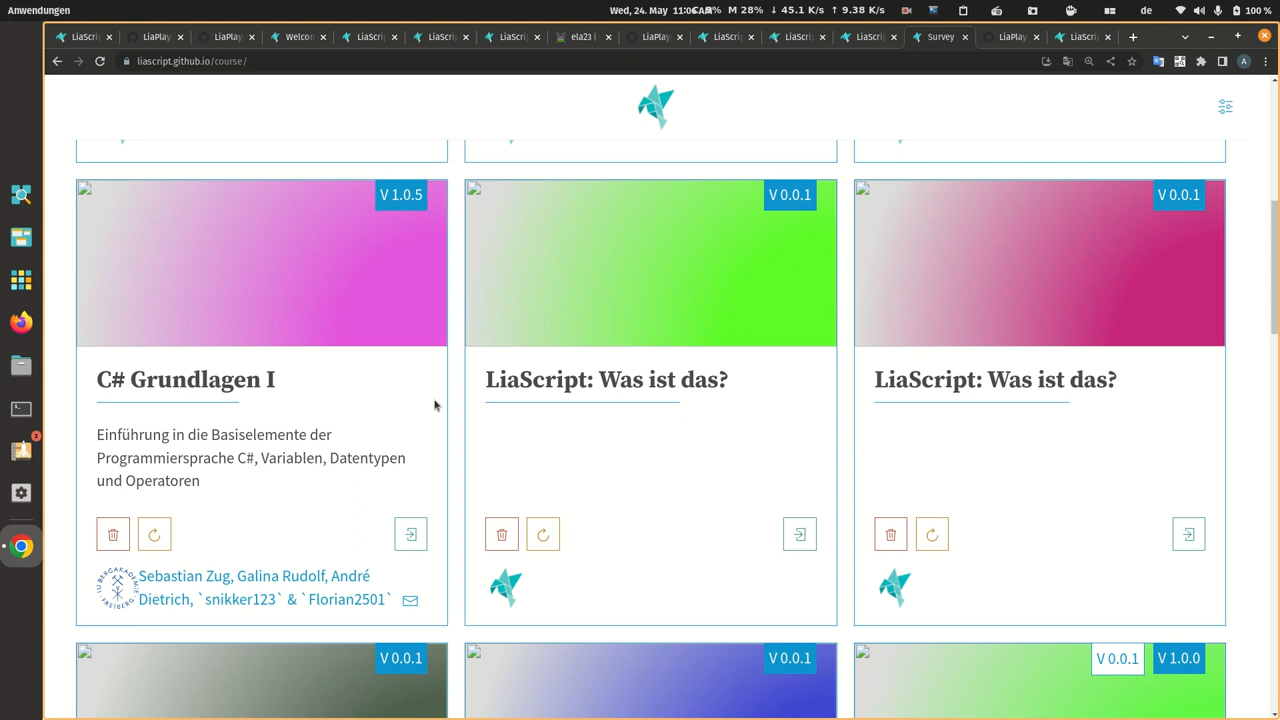 Anwendungen
Wed, 24. May
M 28% ↓ 45.1 K/s ↑ 9.38 K/s
de
100 %
LiaScri
LiaPlay
LiaPlay
Welcon
LiaScri
LiaScri
LiaScri
ela23 l
LiaPlay
LiaScri
LiaScri
LiaScri
Survey
LiaPlay
LiaScri
liascript.github.io/course/
A
V 1.0.5
V 0.0.1
V 0.0.1
C# Grundlagen I
LiaScript: Was ist das?
LiaScript: Was ist das?
Einführung in die Basiselemente der
Programmiersprache C#, Variablen, Datentypen
und Operatoren
Sebastian Zug, Galina Rudolf, André
Dietrich, `snikker123` & `Florian2501`
3
V 0.0.1
V 0.0.1
V 0.0.1
V 1.0.0